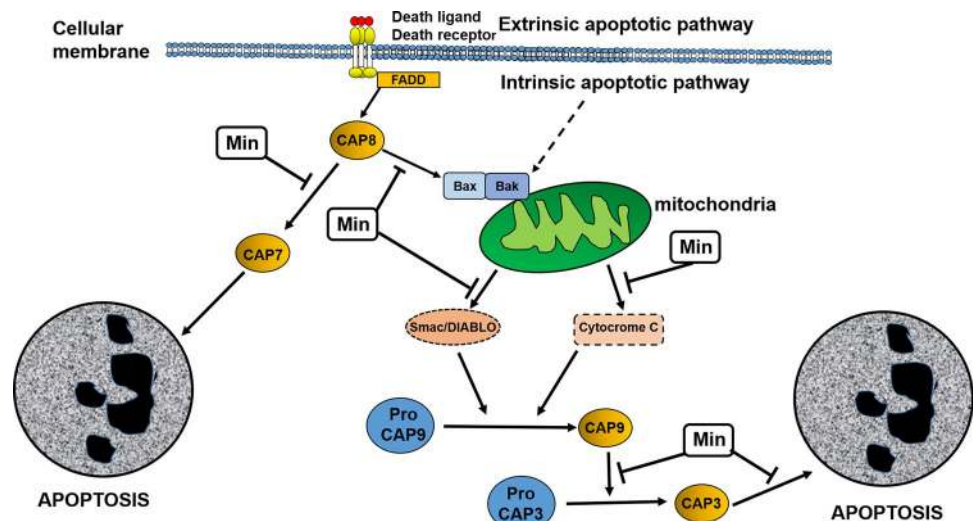 Cellular
membrane
Death ligand
Death receptor
Extrinsic apoptotic pathway
FADD
Intrinsic apoptotic pathway
Min
CAP8
Bax
Bak
Min
mitochondria
Min
CAP7
Smac/DIABLO
Cytocrome C
Pro
CAP9
CAP9
Min
Pro
CAP3
CAP3
APOPTOSIS
APOPTOSIS